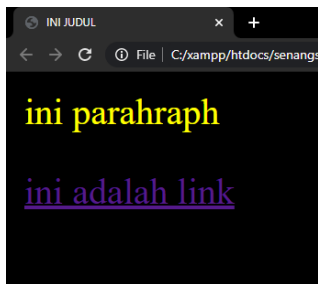 INI JUDUL
File C:/xampp/htdocs/senangs
ini parahraph
ini adalah link